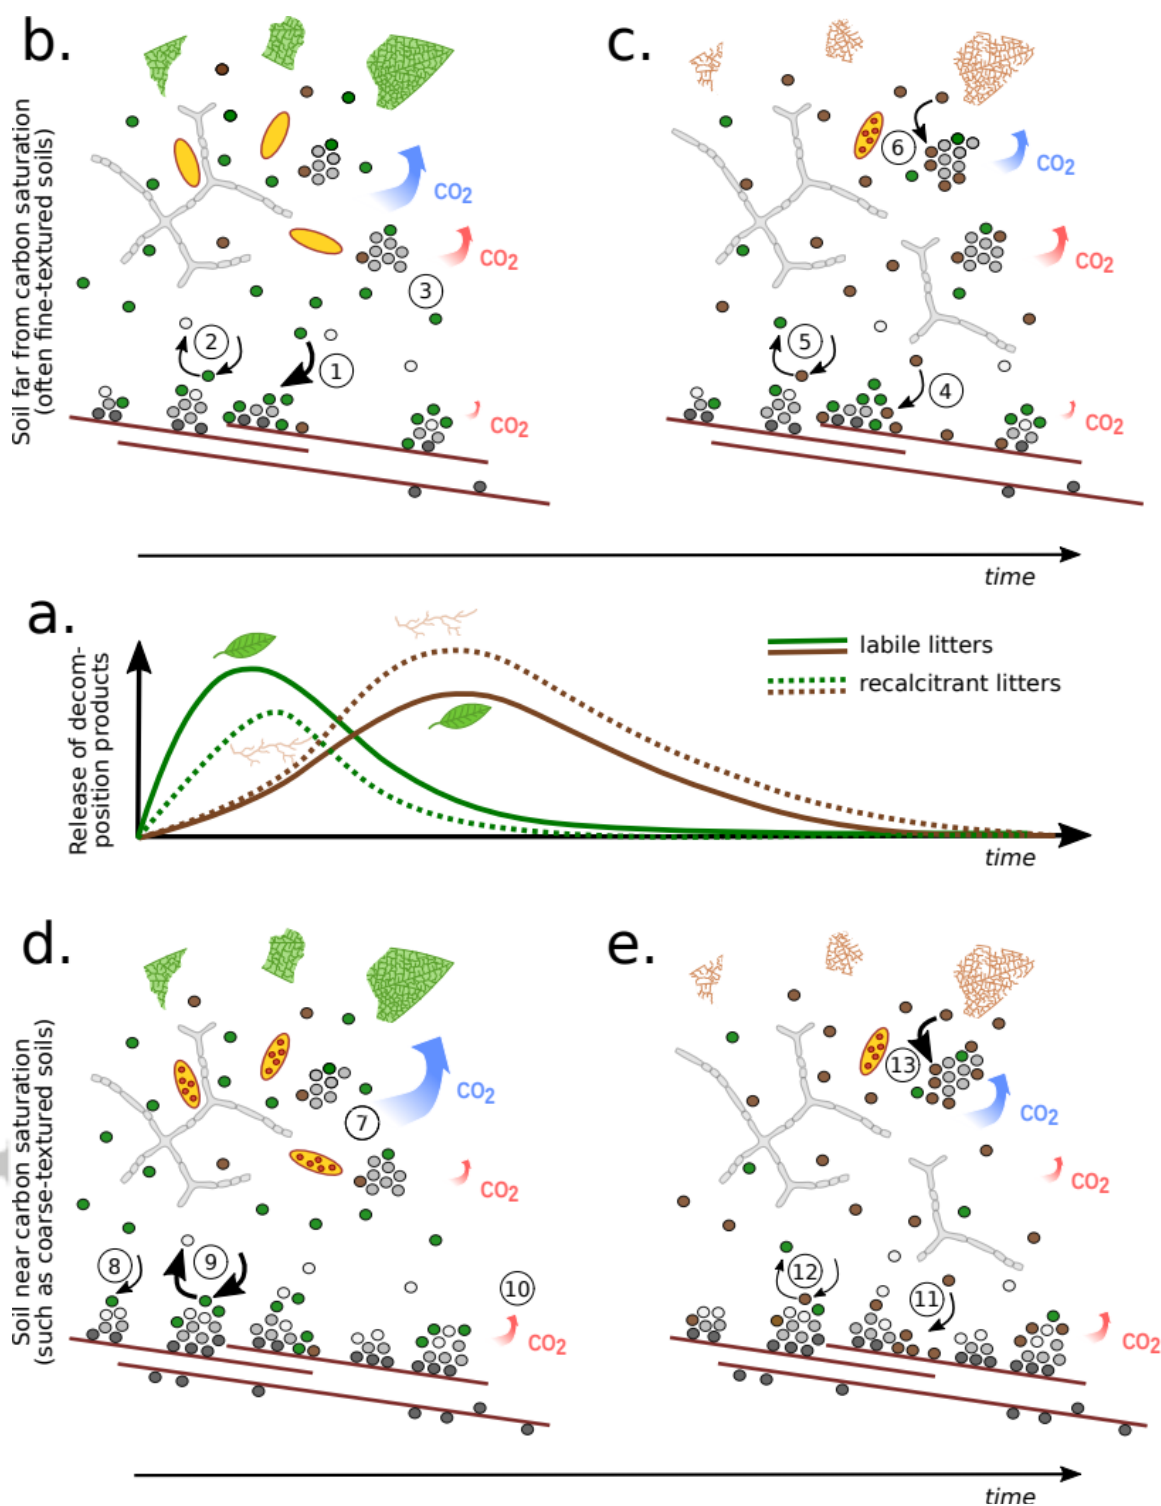 b.
c.
Soil far from carbon saturation
(often fine-textured soils)
6
CO2
CO2
CO2
CO2
3
2
1
5
4
CO2
CO2
time
a.
Release of decom-
position products
labile litters
recalcitrant litters
time
d.
e.
Soil near carbon saturation
(such as coarse-textured soils)
13
CO2
7
CO2
CO2
CO2
8
9
10
12
11
CO2
CO2
time